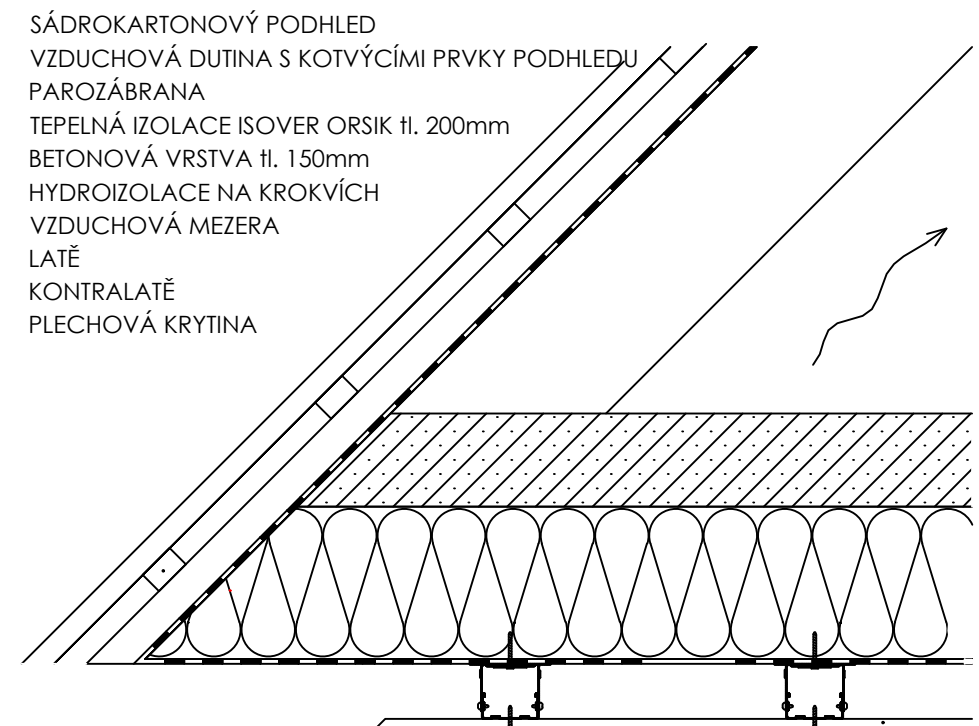 SÁDROKARTONOVÝ PODHLED
VZDUCHOVÁ DUTINA S KOTVÝCÍMI PRVKY PODHLEDU
PAROZÁBRANA
TEPELNÁ IZOLACE ISOVER ORSIK tl. 200mm
BETONOVÁ VRSTVA tl. 150mm
HYDROIZOLACE NA KROKVÍCH
VZDUCHOVÁ MEZERA
LATĚ
KONTRALATĚ
PLECHOVÁ KRYTINA